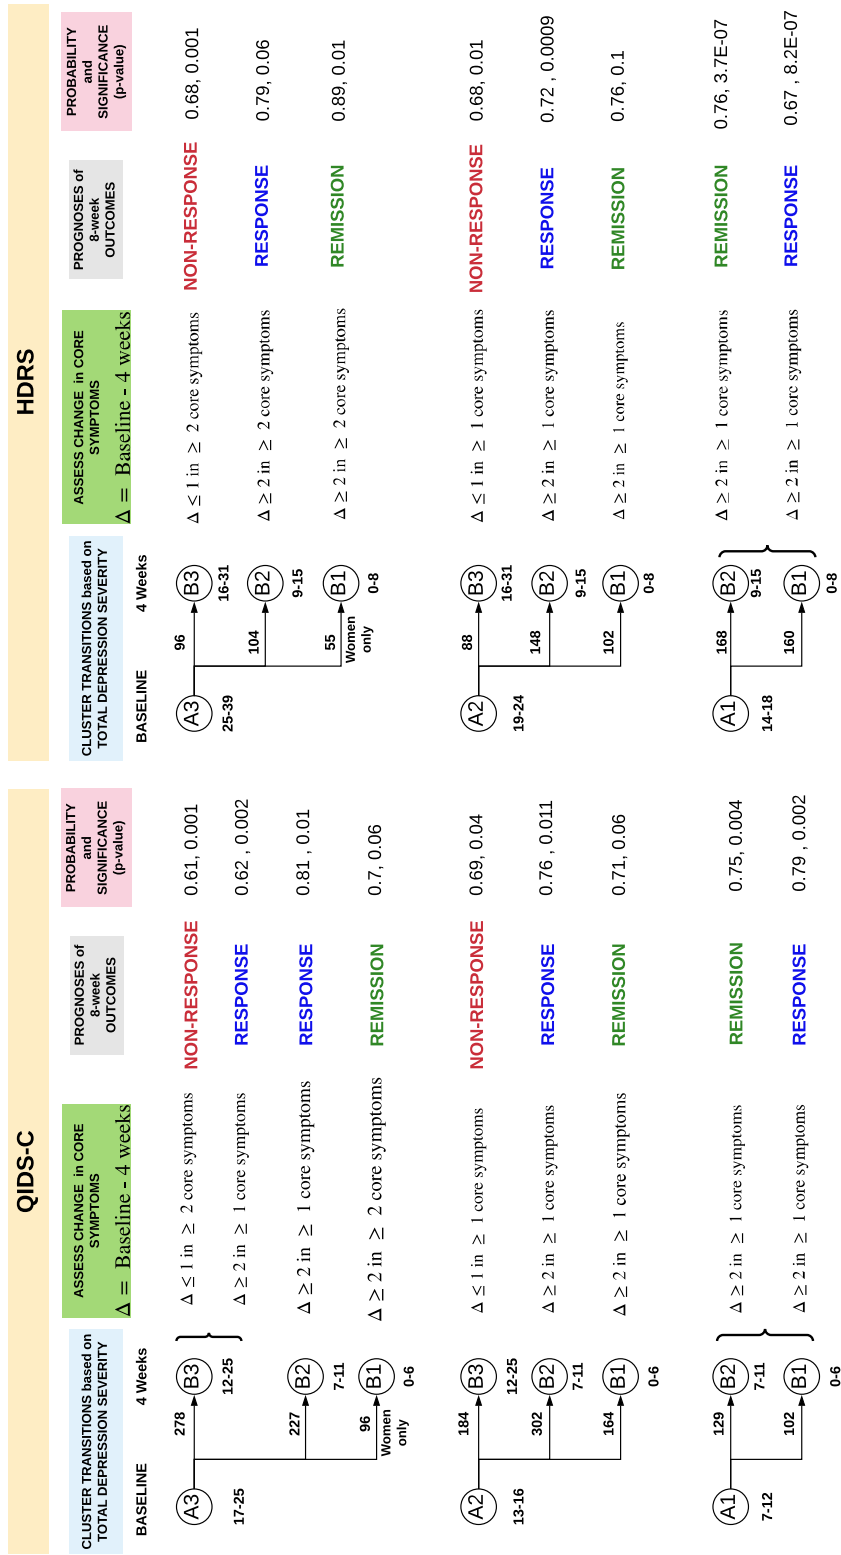 QIDS-C
CLUSTER TRANSITIONS based on
TOTAL DEPRESSION SEVERITY
ASSESS CHANGE in CORE
SYMPTOMS
Δ = Baseline - 4 weeks
PROGNOSES of
8-week
OUTCOMES
PROBABILITY
and
SIGNIFICANCE
(p-value)
BASELINE
4 Weeks
A3
17-25
278
B3
12-25
Δ ≤ 1 in ≥ 2 core symptoms
NON-RESPONSE
0.61, 0.001
Δ ≥ 2 in ≥ 1 core symptoms
RESPONSE
0.62 , 0.002
227
B2
7-11
Δ ≥ 2 in ≥ 1 core symptoms
RESPONSE
0.81 , 0.01
96
Women
only
B1
0-6
Δ ≥ 2 in ≥ 2 core symptoms
REMISSION
0.7, 0.06
A2
13-16
184
B3
12-25
Δ ≤ 1 in ≥ 1 core symptoms
NON-RESPONSE
0.69, 0.04
302
B2
7-11
Δ ≥ 2 in ≥ 1 core symptoms
RESPONSE
0.76 , 0.011
164
B1
0-6
Δ ≥ 2 in ≥ 1 core symptoms
REMISSION
0.71, 0.06
A1
7-12
129
B2
7-11
Δ ≥ 2 in ≥ 1 core symptoms
REMISSION
0.75, 0.004
102
B1
0-6
Δ ≥ 2 in ≥ 1 core symptoms
RESPONSE
0.79 , 0.002
HDRS
CLUSTER TRANSITIONS based on
TOTAL DEPRESSION SEVERITY
ASSESS CHANGE in CORE
SYMPTOMS
Δ = Baseline - 4 weeks
PROGNOSES of
8-week
OUTCOMES
PROBABILITY
and
SIGNIFICANCE
(p-value)
BASELINE
4 Weeks
A3
25-39
96
B3
16-31
Δ ≤ 1 in ≥ 2 core symptoms
NON-RESPONSE
0.68, 0.001
104
B2
9-15
Δ ≥ 2 in ≥ 2 core symptoms
RESPONSE
0.79, 0.06
55
Women
only
B1
0-8
Δ ≥ 2 in ≥ 2 core symptoms
REMISSION
0.89, 0.01
A2
19-24
88
B3
16-31
Δ ≤ 1 in ≥ 1 core symptoms
NON-RESPONSE
0.68, 0.01
148
B2
9-15
Δ ≥ 2 in ≥ 1 core symptoms
RESPONSE
0.72 , 0.0009
102
B1
0-8
Δ ≥ 2 in ≥ 1 core symptoms
REMISSION
0.76, 0.1
A1
14-18
168
B2
9-15
Δ ≥ 2 in ≥ 1 core symptoms
REMISSION
0.76, 3.7E-07
160
B1
0-8
Δ ≥ 2 in ≥ 1 core symptoms
RESPONSE
0.67 , 8.2E-07